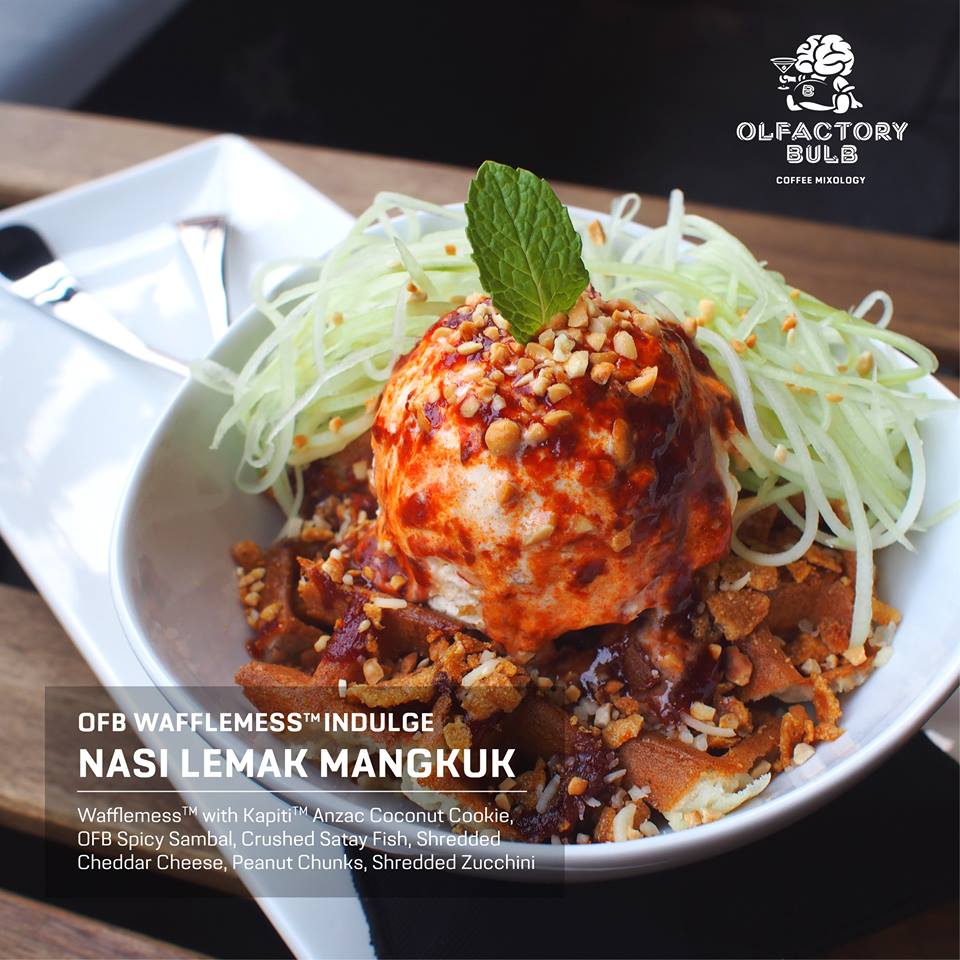 OLFACTORY
BULB
COFFEE MIXOLOGY
OFB WAFFLEMESS™ INDULGE
NASI LEMAK MANGKUK
Wafflemess™ with Kapiti™ Anzac Coconut Cookie,
OFB Spicy Sambal, Crushed Satay Fish, Shredded
Cheddar Cheese, Peanut Chunks, Shredded Zucchini